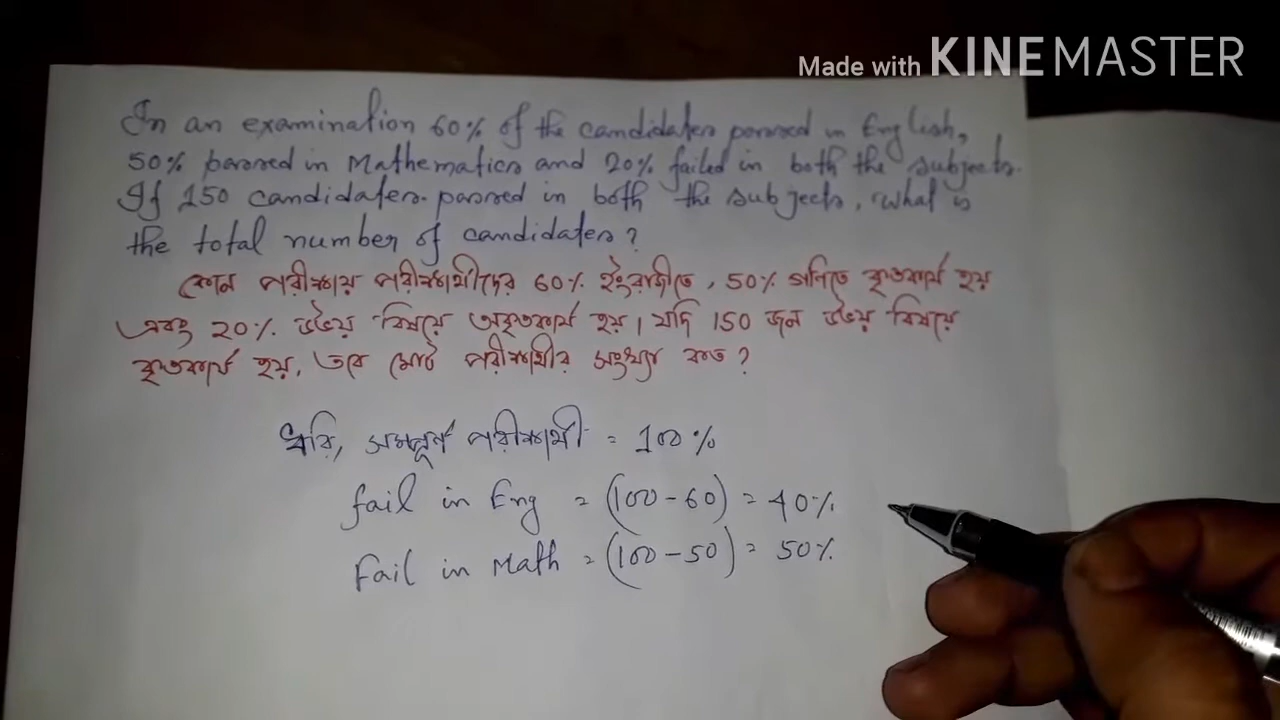 Made with KINEMASTER
In an examination 60% of the candidates passed in English,
50% passed in Mathematics and 20% failed in both the subjects.
If 150 candidates passed in both the subjects, what is
the total number of candidates?
কোন পরীক্ষায় পরীক্ষার্থীদের 60% ইংরাজীতে, 50% গনিতে কৃতকার্য হয়
এবং 20% উভয় বিষয়ে অকৃতকার্য হয়। যদি 150 জন উভয় বিষয়ে
কৃতকার্য হয়, তবে মোট পরীক্ষার্থীর সংখ্যা কত?
ধরি, সম্পূর্ণ পরীক্ষার্থী = 100%
fail in Eng = (100-60) = 40%
Fail in Math = (100-50) = 50%